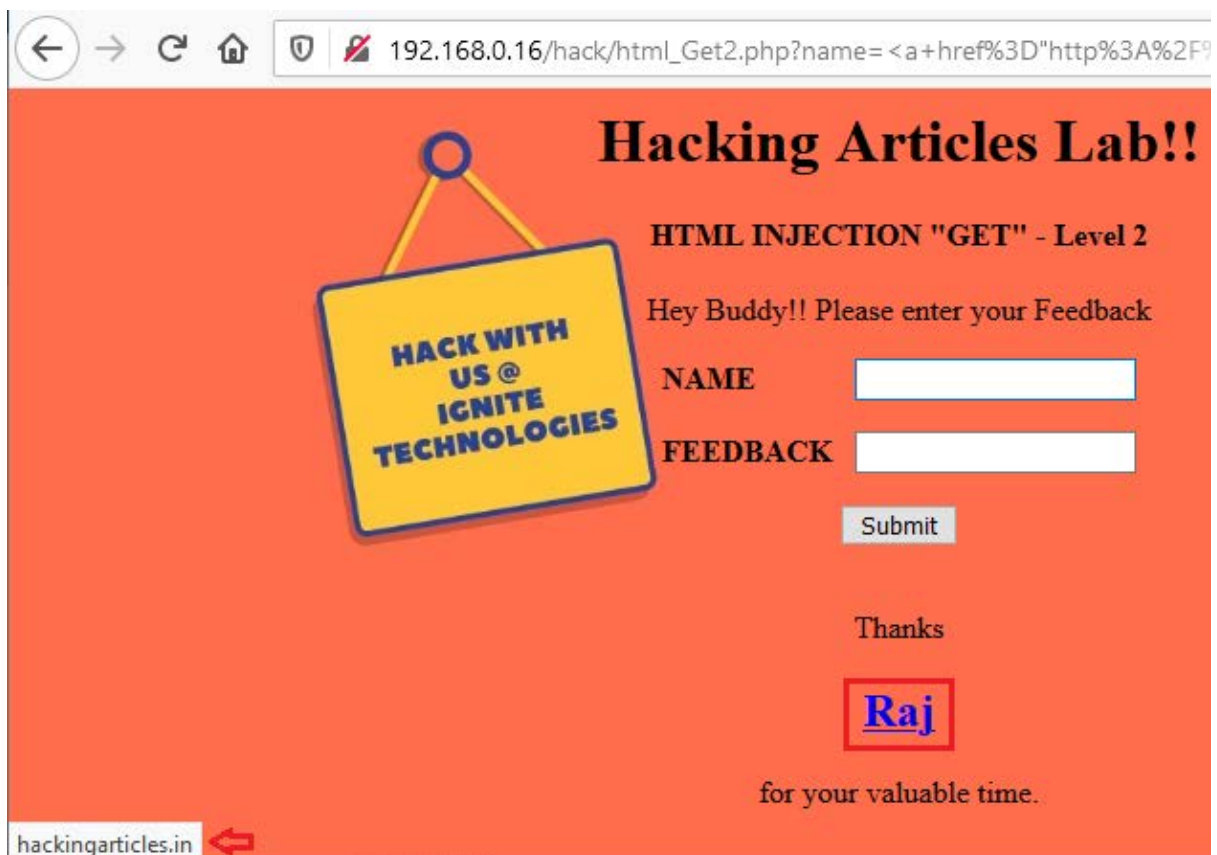 192.168.0.16/hack/html_Get2.php?name=<a+href%3D"http%3A%2F%
Hacking Articles Lab!!
HTML INJECTION "GET" - Level 2
Hey Buddy!! Please enter your Feedback
HACK WITH
US @
IGNITE
TECHNOLOGIES
NAME
FEEDBACK
Submit
Thanks
Raj
for your valuable time.
hackingarticles.in